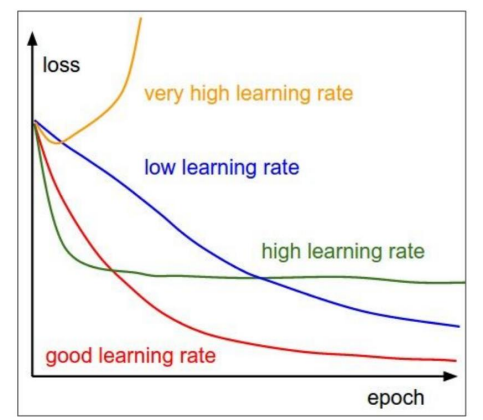 loss
very high learning rate
low learning rate
high learning rate
good learning rate
epoch